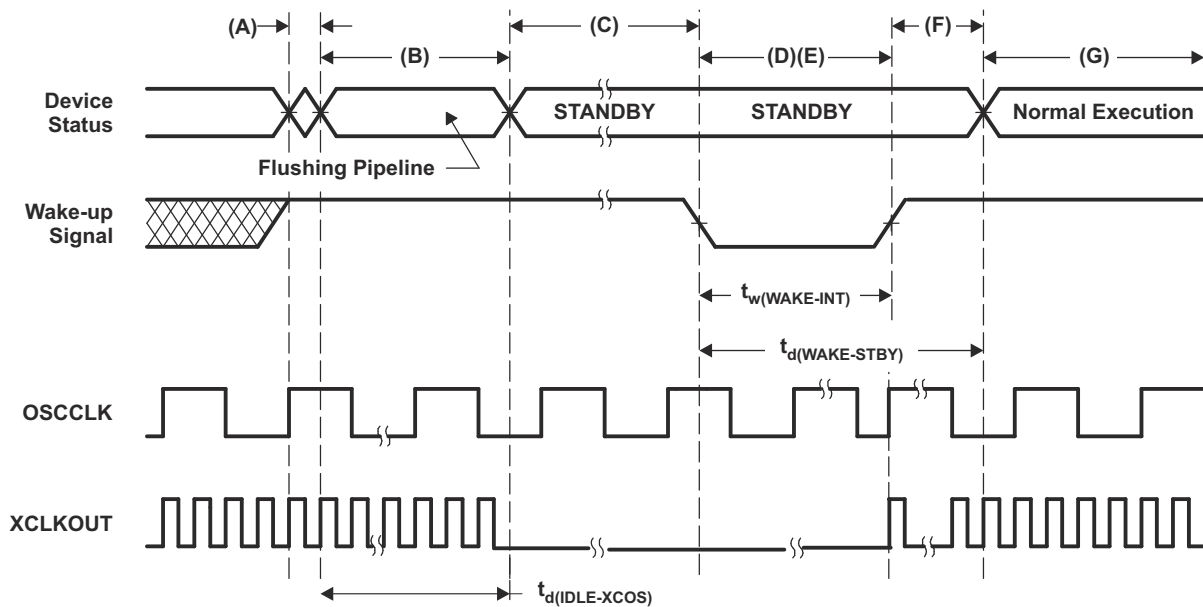 (A)
(C)
(F)
(B)
(D)(E)
(G)
Device
Status
STANDBY
STANDBY
Normal Execution
Flushing Pipeline
Wake-up
Signal
tw(WAKE-INT)
td(WAKE-STBY)
OSCCLK
XCLKOUT
td(IDLE-XCOS)